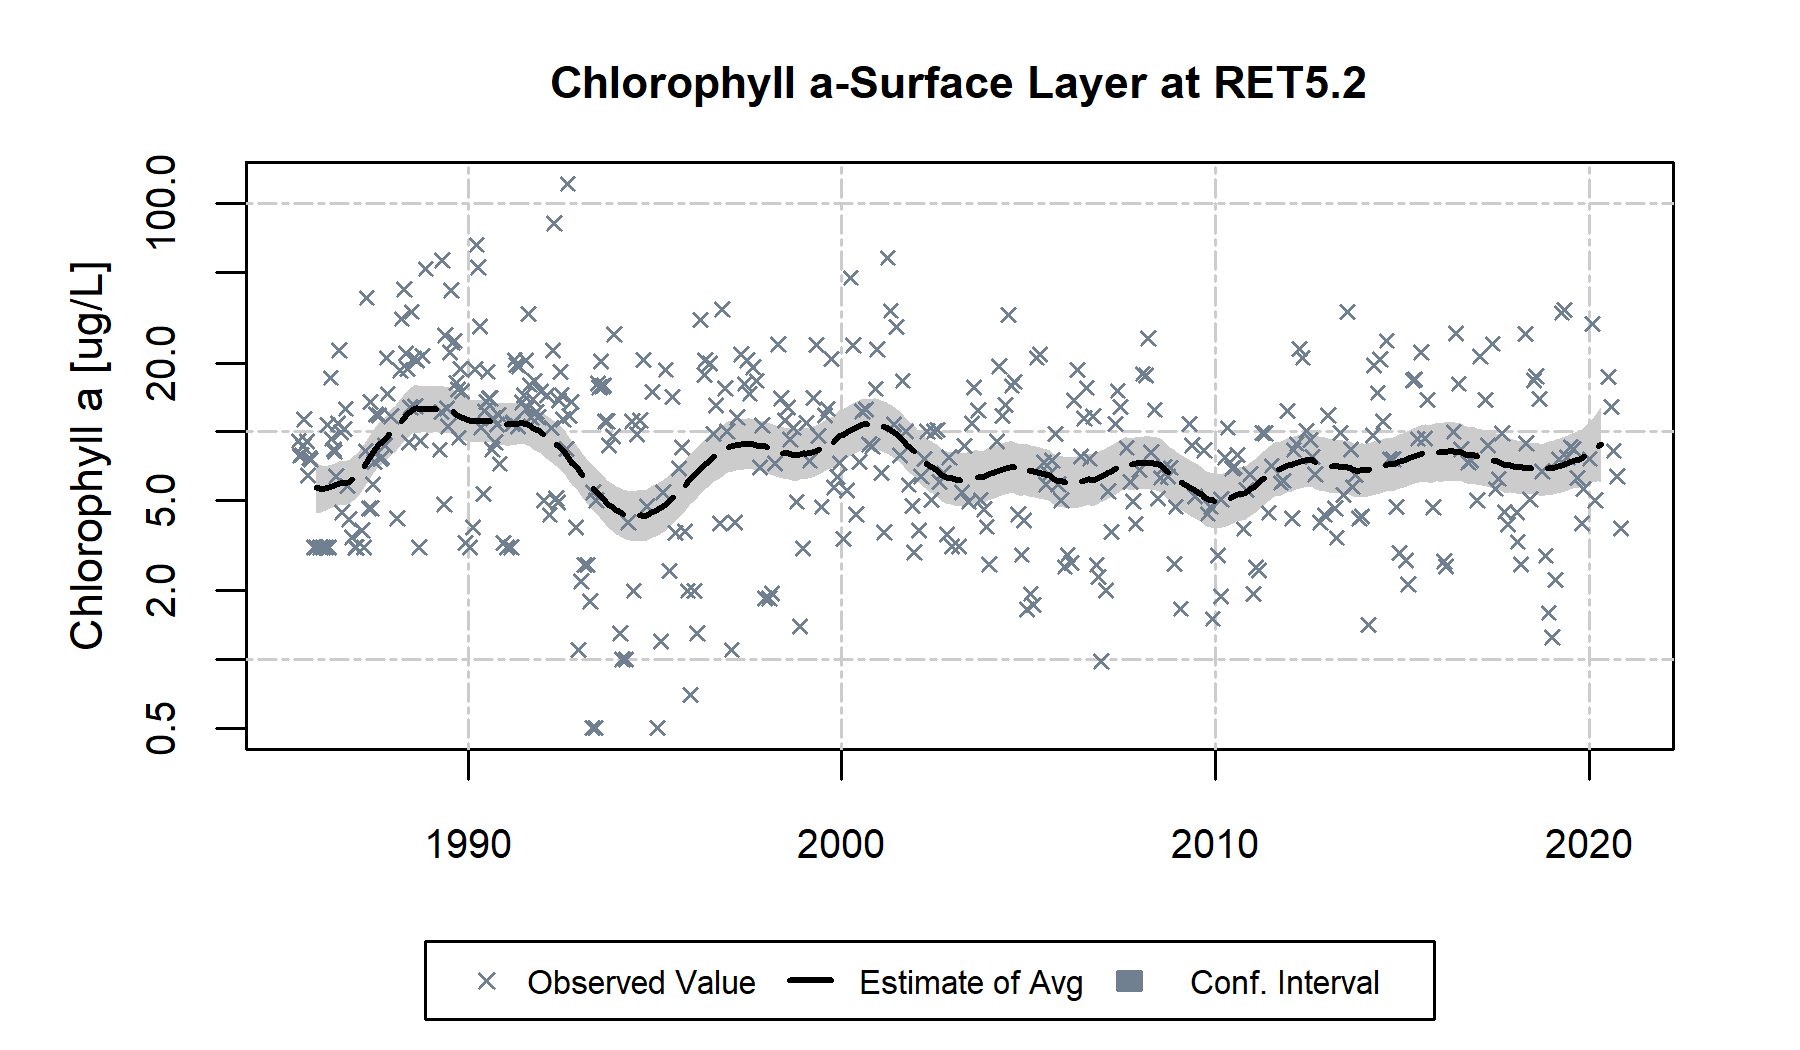 Chlorophyll a-Surface Layer at RET5.2
Chlorophyll a [ug/L]
100.0
20.0
5.0
2.0
0.5
1990 2000 2010 2020
Observed Value Estimate of Avg Conf. Interval